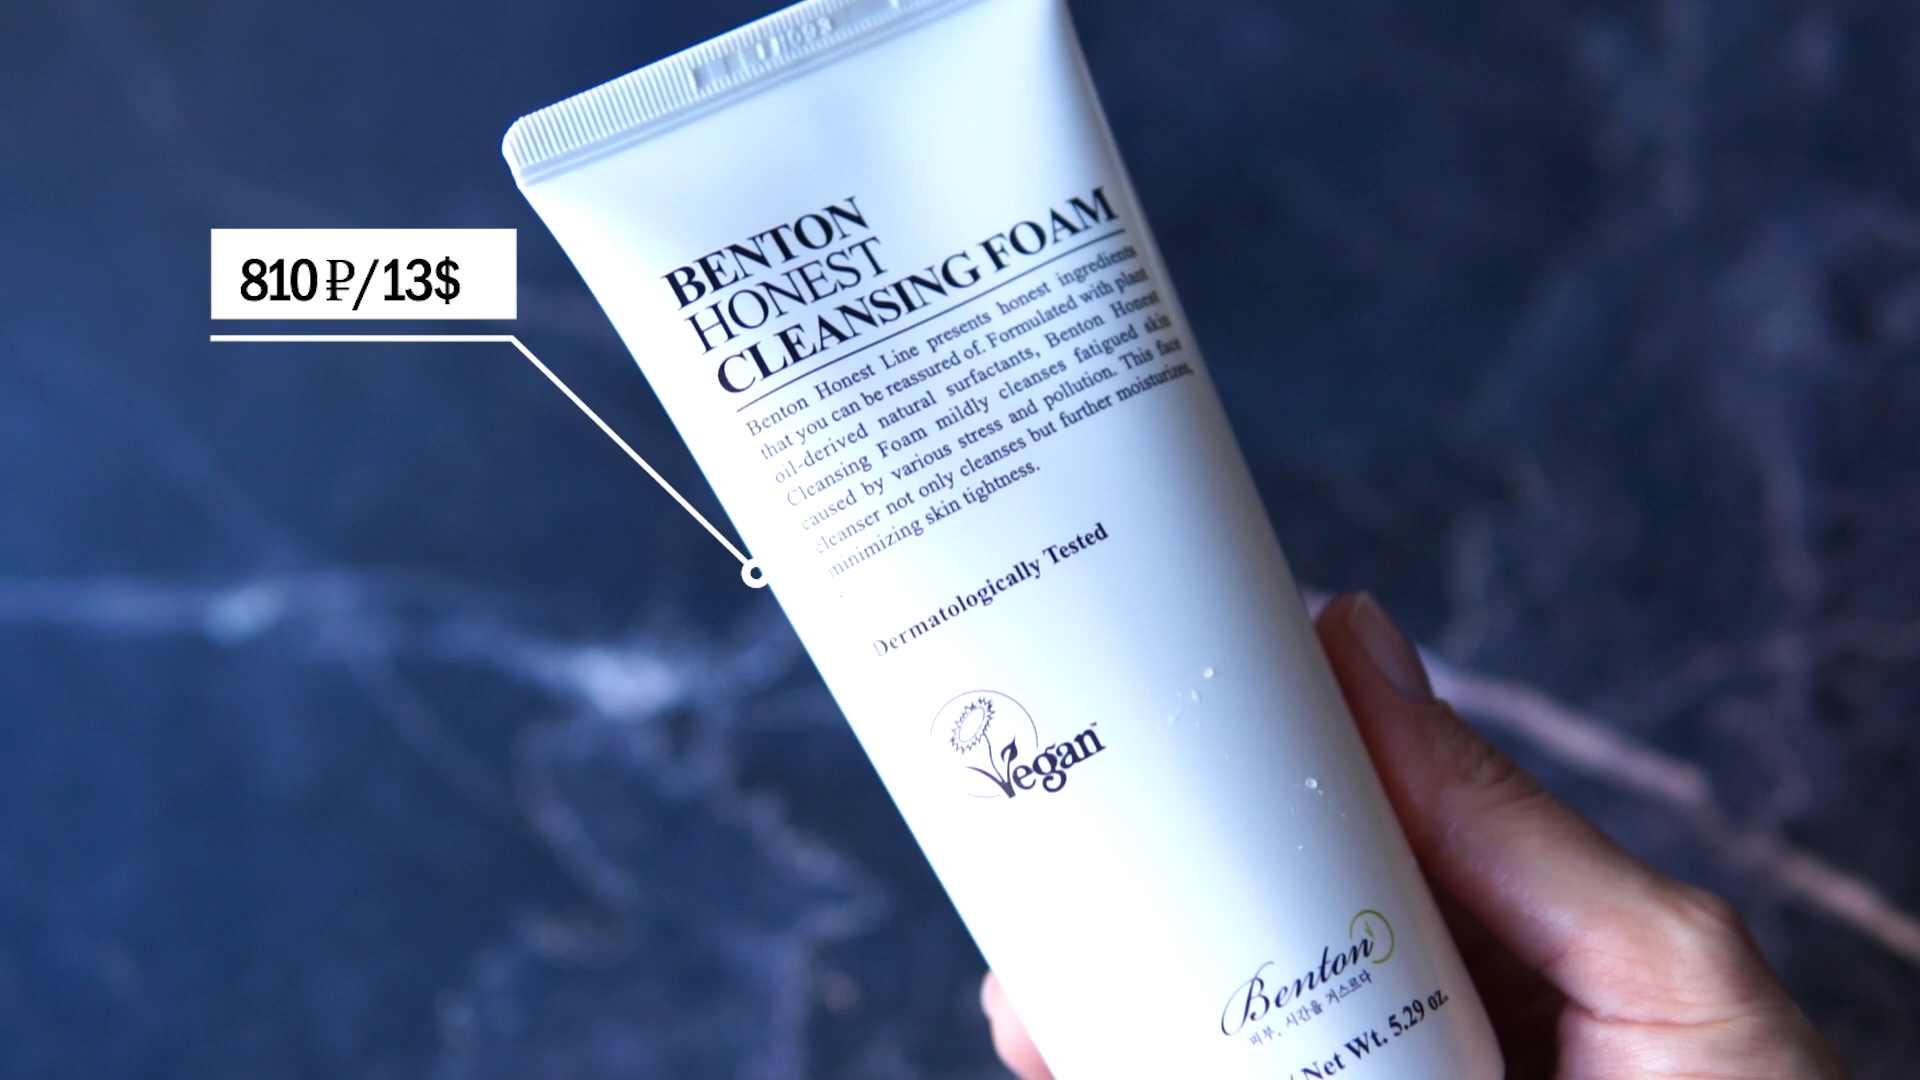 810 ₽/13$
BENTON
HONEST
CLEANSING FOAM
Benton Honest Line presents honest ingredients
that you can be reassured of. Formulated with plant
oil-derived natural surfactants, Benton Honest
Cleansing Foam mildly cleanses fatigued skin
caused by various stress and pollution. This face
cleanser not only cleanses but further moisturizes,
minimizing skin tightness.
Dermatologically Tested
Vegan™
Benton
피부, 시간을 거스르다
/ Net Wt. 5.29 oz.